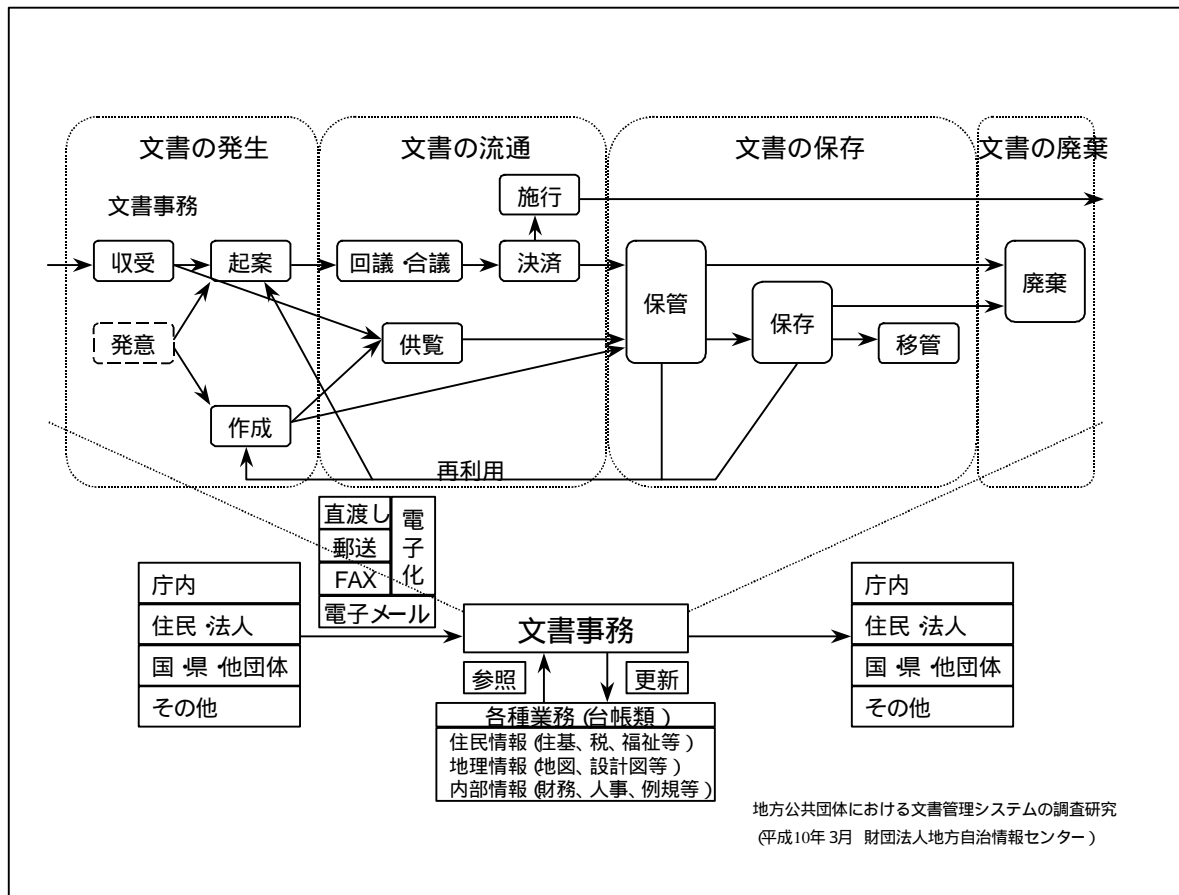 文書の発生
文書の流通
文書の保存
文書の廃棄
文書事務
施行
収受
起案
回議・合議
決済
保管
廃棄
発意
供覧
保存
移管
作成
再利用
直渡し
郵送
FAX
電子化
電子メール
庁内
住民・法人
国・県・他団体
その他
文書事務
庁内
住民・法人
国・県・他団体
その他
参照
更新
各種業務(台帳類)
住民情報(住基、税、福祉等)
地理情報(地図、設計図等)
内部情報(財務、人事、例規等)
地方公共団体における文書管理システムの調査研究
(平成10年3月 財団法人地方自治情報センター)